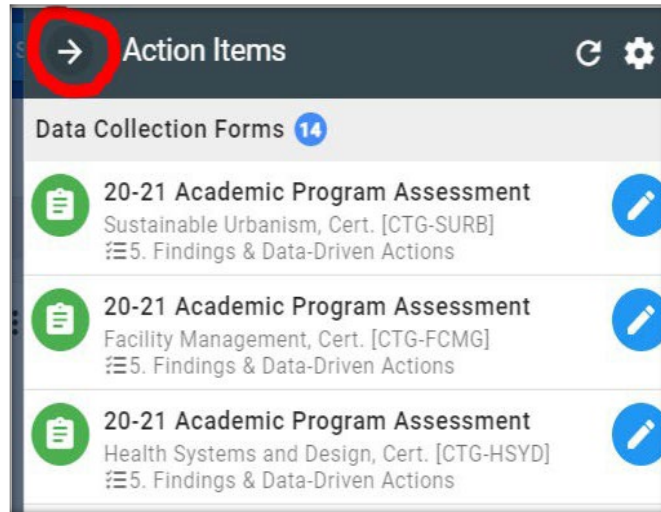 Action Items
Data Collection Forms 14
20-21 Academic Program Assessment
Sustainable Urbanism, Cert. [CTG-SURB]
5. Findings & Data-Driven Actions
20-21 Academic Program Assessment
Facility Management, Cert. [CTG-FCMG]
5. Findings & Data-Driven Actions
20-21 Academic Program Assessment
Health Systems and Design, Cert. [CTG-HSYD]
5. Findings & Data-Driven Actions